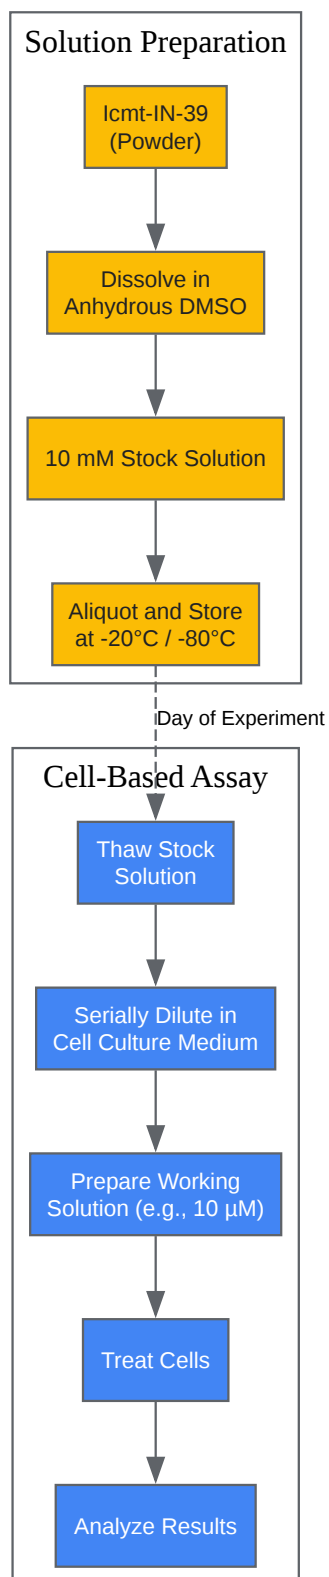 Solution Preparation
Icmt-IN-39
(Powder)
Dissolve in
Anhydrous DMSO
10 mM Stock Solution
Aliquot and Store
at -20°C / -80°C
Day of Experiment
Cell-Based Assay
Thaw Stock
Solution
Serially Dilute in
Cell Culture Medium
Prepare Working
Solution (e.g., 10 µM)
Treat Cells
Analyze Results